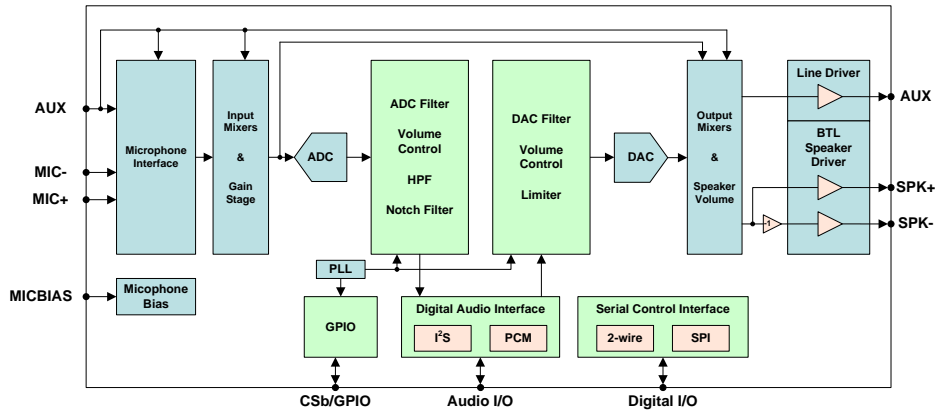 AUX
MIC-
MIC+
MICBIAS
Microphone
Interface
Input
Mixers
&
Gain
Stage
ADC
ADC Filter
Volume
Control
HPF
Notch Filter
DAC Filter
Volume
Control
Limiter
DAC
Output
Mixers
&
Speaker
Volume
Line Driver
BTL
Speaker
Driver
-1
AUX
SPK+
SPK-
Micophone
Bias
PLL
GPIO
Digital Audio Interface
I²S
PCM
Serial Control Interface
2-wire
SPI
CSb/GPIO
Audio I/O
Digital I/O